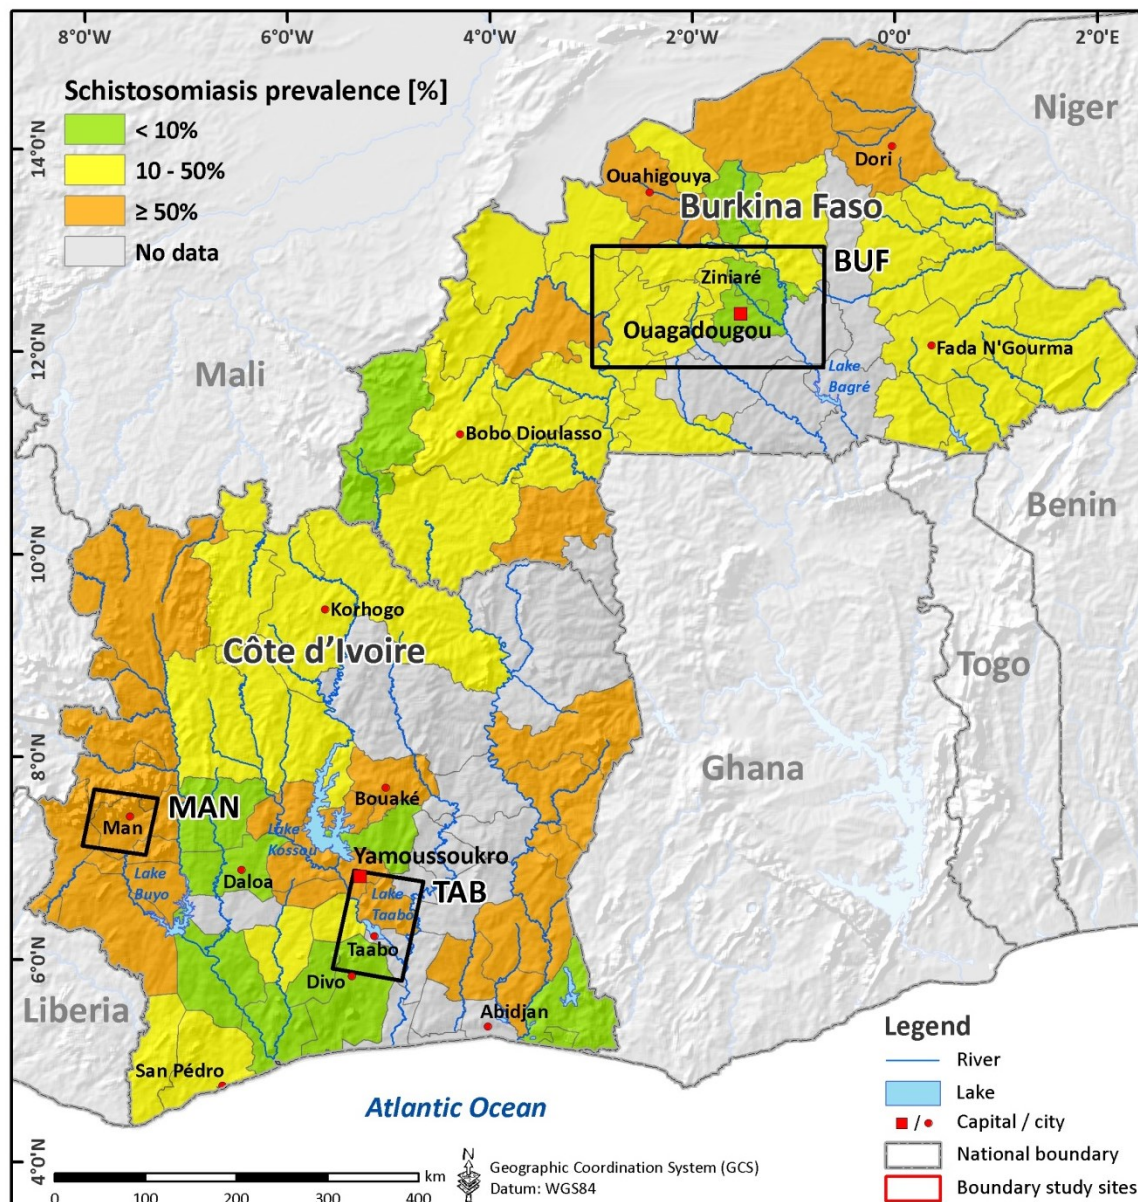 8°0'W 6°0'W 4°0'W 2°0'W 0°0' 2°0'E
Schistosomiasis prevalence [%]
< 10%
10 - 50%
≥ 50%
No data
14°0'N
12°0'N
10°0'N
8°0'N
6°0'N
4°0'N
Niger
Dori
Ouahigouya
Burkina Faso
BUF
Ziniaré
Ouagadougou
Fada N'Gourma
Lake
Bagré
Mali
Bobo Dioulasso
Benin
Korhogo
Côte d'Ivoire
Togo
Ghana
MAN
Man
Bouaké
Lake
Kossou
Yamoussoukro
Daloa
Lake
Buyo
TAB
Lake
Taabo
Taabo
Divo
Liberia
Abidjan
San Pédro
Atlantic Ocean
Legend
River
Lake
/ Capital / city
National boundary
Boundary study sites
N
km
0 100 200 300 400
Geographic Coordination System (GCS)
Datum: WGS84